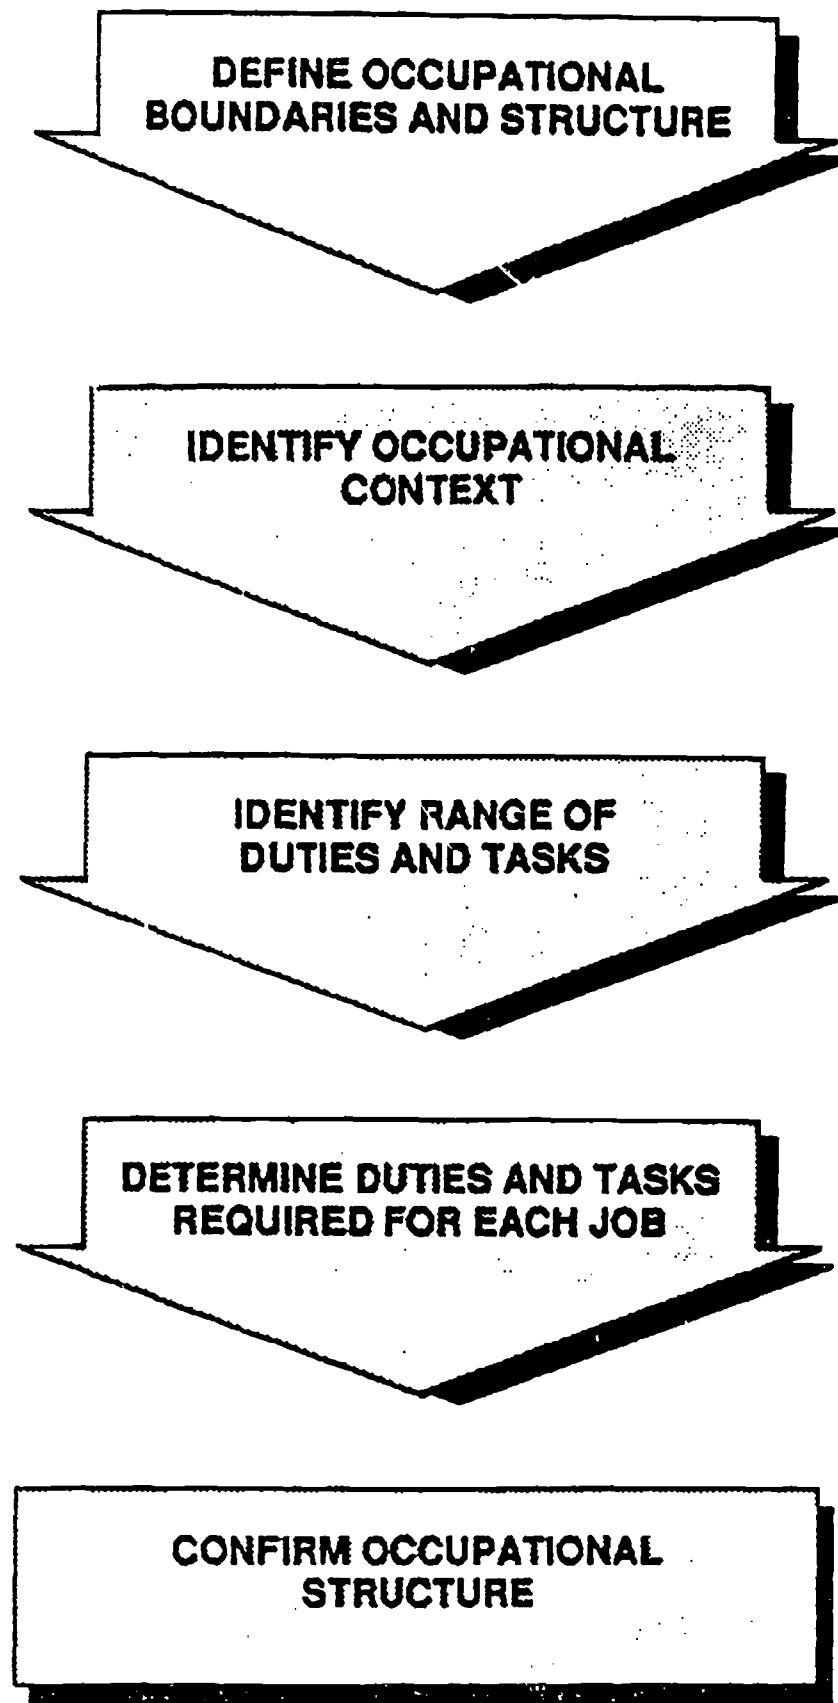 DEFINE OCCUPATIONAL
BOUNDARIES AND STRUCTURE
IDENTIFY OCCUPATIONAL
CONTEXT
IDENTIFY RANGE OF
DUTIES AND TASKS
DETERMINE DUTIES AND TASKS
REQUIRED FOR EACH JOB
CONFIRM OCCUPATIONAL
STRUCTURE